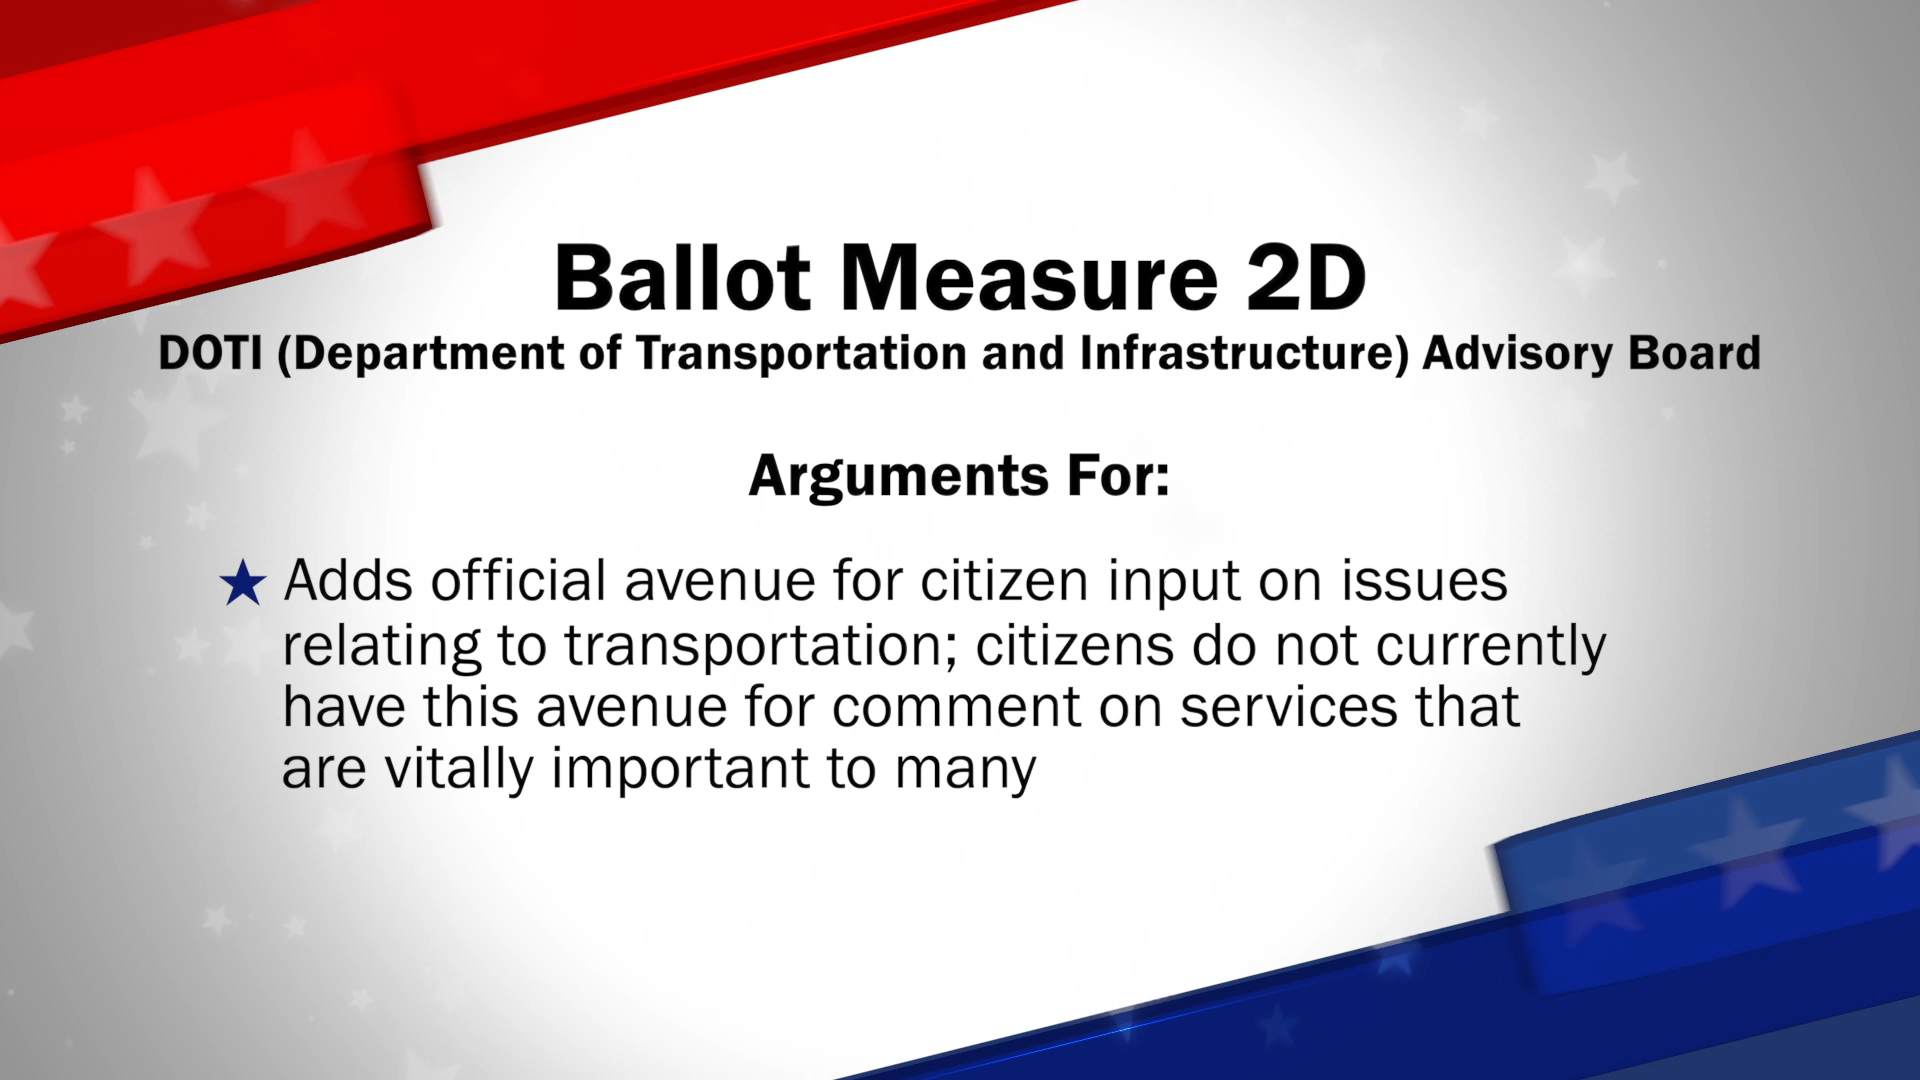 Ballot Measure 2D
DOTI (Department of Transportation and Infrastructure) Advisory Board
Arguments For:
★ Adds official avenue for citizen input on issues
relating to transportation; citizens do not currently
have this avenue for comment on services that
are vitally important to many